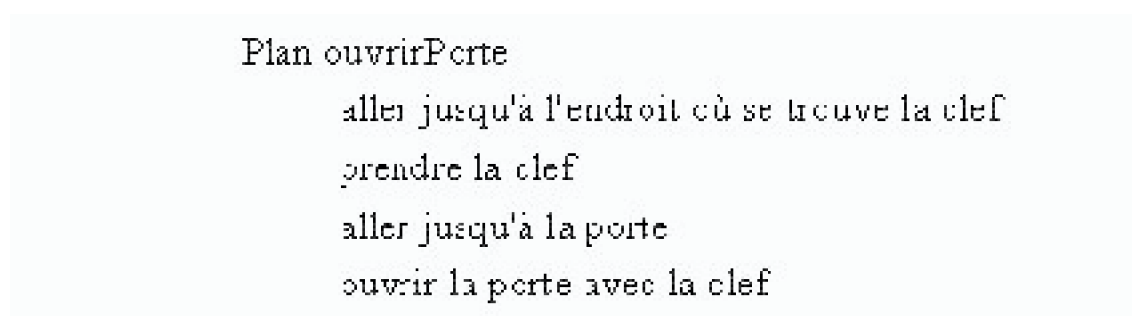 Plan ouvrirPorte
aller jusqu'à l'endroit où se trouve la clef
prendre la clef
aller jusqu'à la porte
ouvrir la porte avec la clef